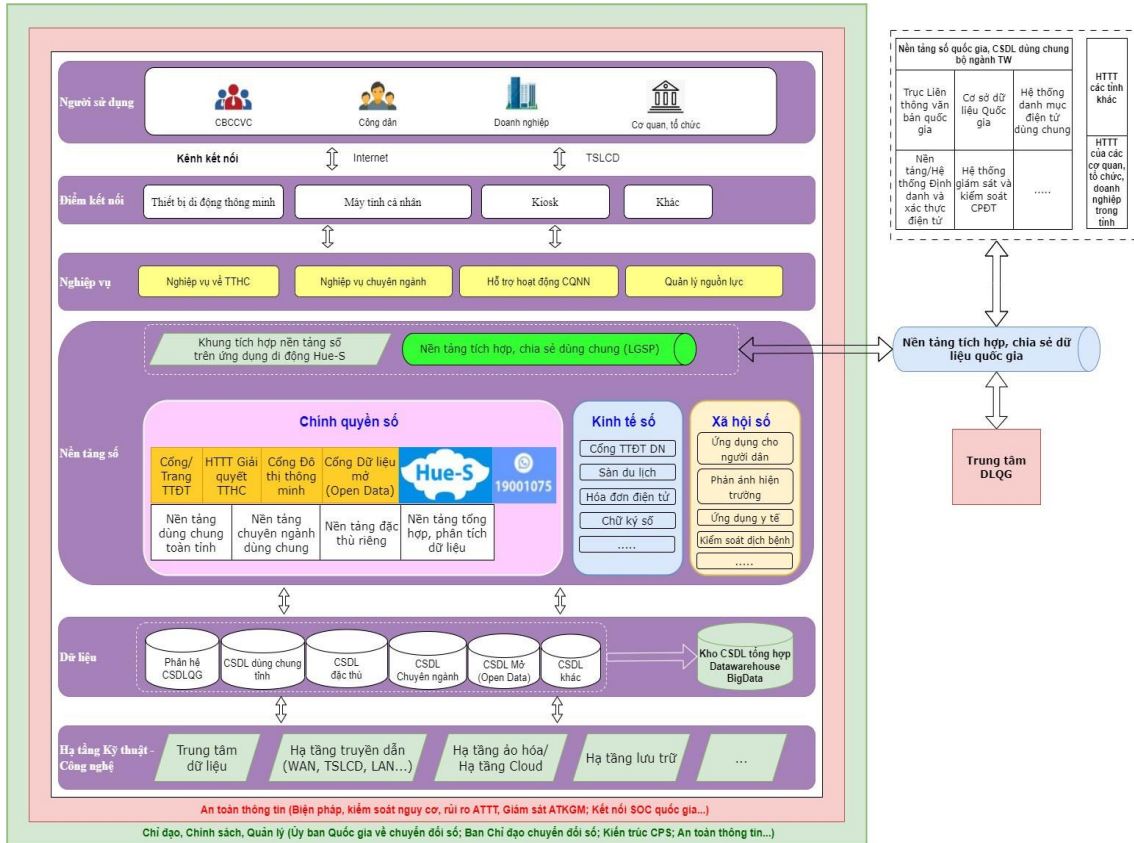 Người sử dụng
CBCCVC
Công dân
Doanh nghiệp
Cơ quan, tổ chức
Kênh kết nối
Internet
TSLCD
Điểm kết nối
Thiết bị di động thông minh
Máy tính cá nhân
Kiosk
Khác
Nghiệp vụ
Nghiệp vụ về TTHC
Nghiệp vụ chuyên ngành
Hỗ trợ hoạt động CQNN
Quản lý nguồn lực
Nền tảng số
Khung tích hợp nền tảng số
trên ứng dụng di động Hue-S
Nền tảng tích hợp, chia sẻ dùng chung (LGSP)
Chính quyền số
Cổng/
Trang
TTĐT
HTTT Giải
quyết
TTHC
Cổng Đô
thị thông
minh
Cổng Dữ liệu
mở
(Open Data)
Hue-S
19001075
Nền tảng
dùng chung
toàn tỉnh
Nền tảng
chuyên ngành
dùng chung
Nền tảng đặc
thù riêng
Nền tảng tổng
hợp, phân tích
dữ liệu
Kinh tế số
Cổng TTĐT DN
Sàn du lịch
Hóa đơn điện tử
Chữ ký số
.....
Xã hội số
Ứng dụng cho
người dân
Phản ánh hiện
trường
Ứng dụng y tế
Kiểm soát dịch bệnh
.....
Dữ liệu
Phân hệ
CSDLQG
CSDL dùng chung
tỉnh
CSDL
đặc thù
CSDL
Chuyên ngành
CSDL Mở
(Open Data)
CSDL
khác
Kho CSDL tổng hợp
Datawarehouse
BigData
Hạ tầng Kỹ thuật -
Công nghệ
Trung tâm
dữ liệu
Hạ tầng truyền dẫn
(WAN, TSLCD, LAN...)
Hạ tầng ảo hóa/
Hạ tầng Cloud
Hạ tầng lưu trữ
...
An toàn thông tin (Biện pháp, kiểm soát nguy cơ, rủi ro ATTT, Giám sát ATKGM; Kết nối SOC quốc gia...)
Chỉ đạo, Chính sách, Quản lý (Ủy ban Quốc gia về chuyển đổi số; Ban Chỉ đạo chuyển đổi số; Kiến trúc CPS; An toàn thông tin...)
Nền tảng số quốc gia, CSDL dùng chung
bộ ngành TW
Trục Liên
thông văn
bản quốc
gia
Cơ sở dữ
liệu Quốc
gia
Hệ thống
danh mục
điện tử
dùng chung
Nền
tảng/Hệ
thống Định
danh và
xác thực
điện tử
Hệ thống
giám sát và
kiểm soát
CPĐT
.....
HTTT
các tỉnh
khác
HTTT
của các
cơ quan,
tổ chức,
doanh
nghiệp
trong
tỉnh
Nền tảng tích hợp, chia sẻ dữ
liệu quốc gia
Trung tâm
DLQG